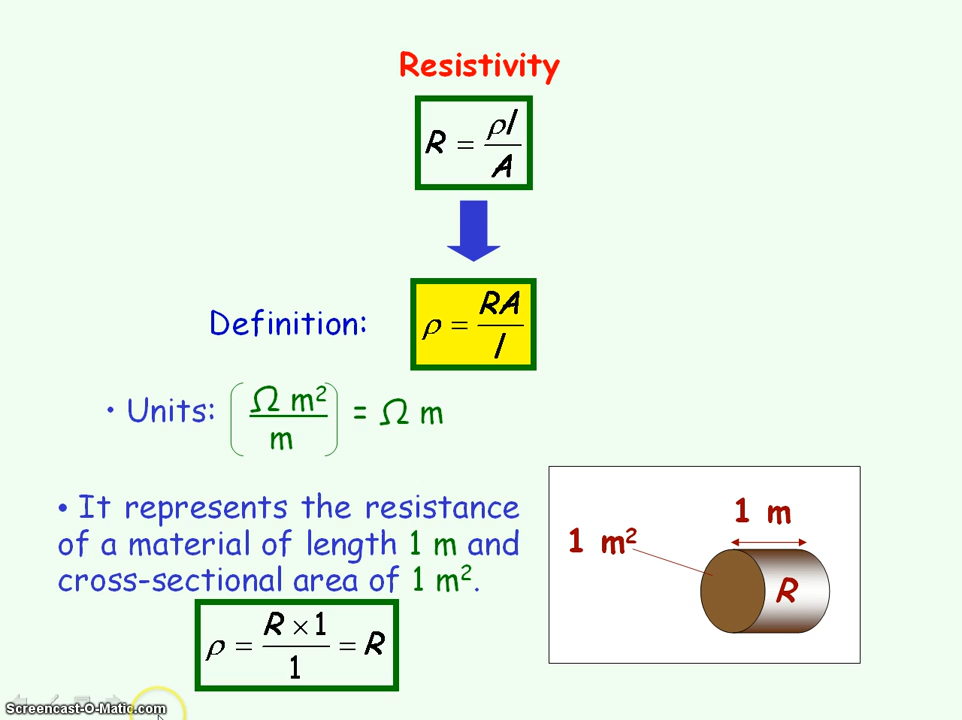 Resistivity
R = ρl / A
Definition: ρ = RA / l
• Units: (Ω m² / m) = Ω m
• It represents the resistance
of a material of length 1 m and
cross-sectional area of 1 m².
1 m
1 m²
R
ρ = R × 1 / 1 = R
Screencast-O-Matic.com